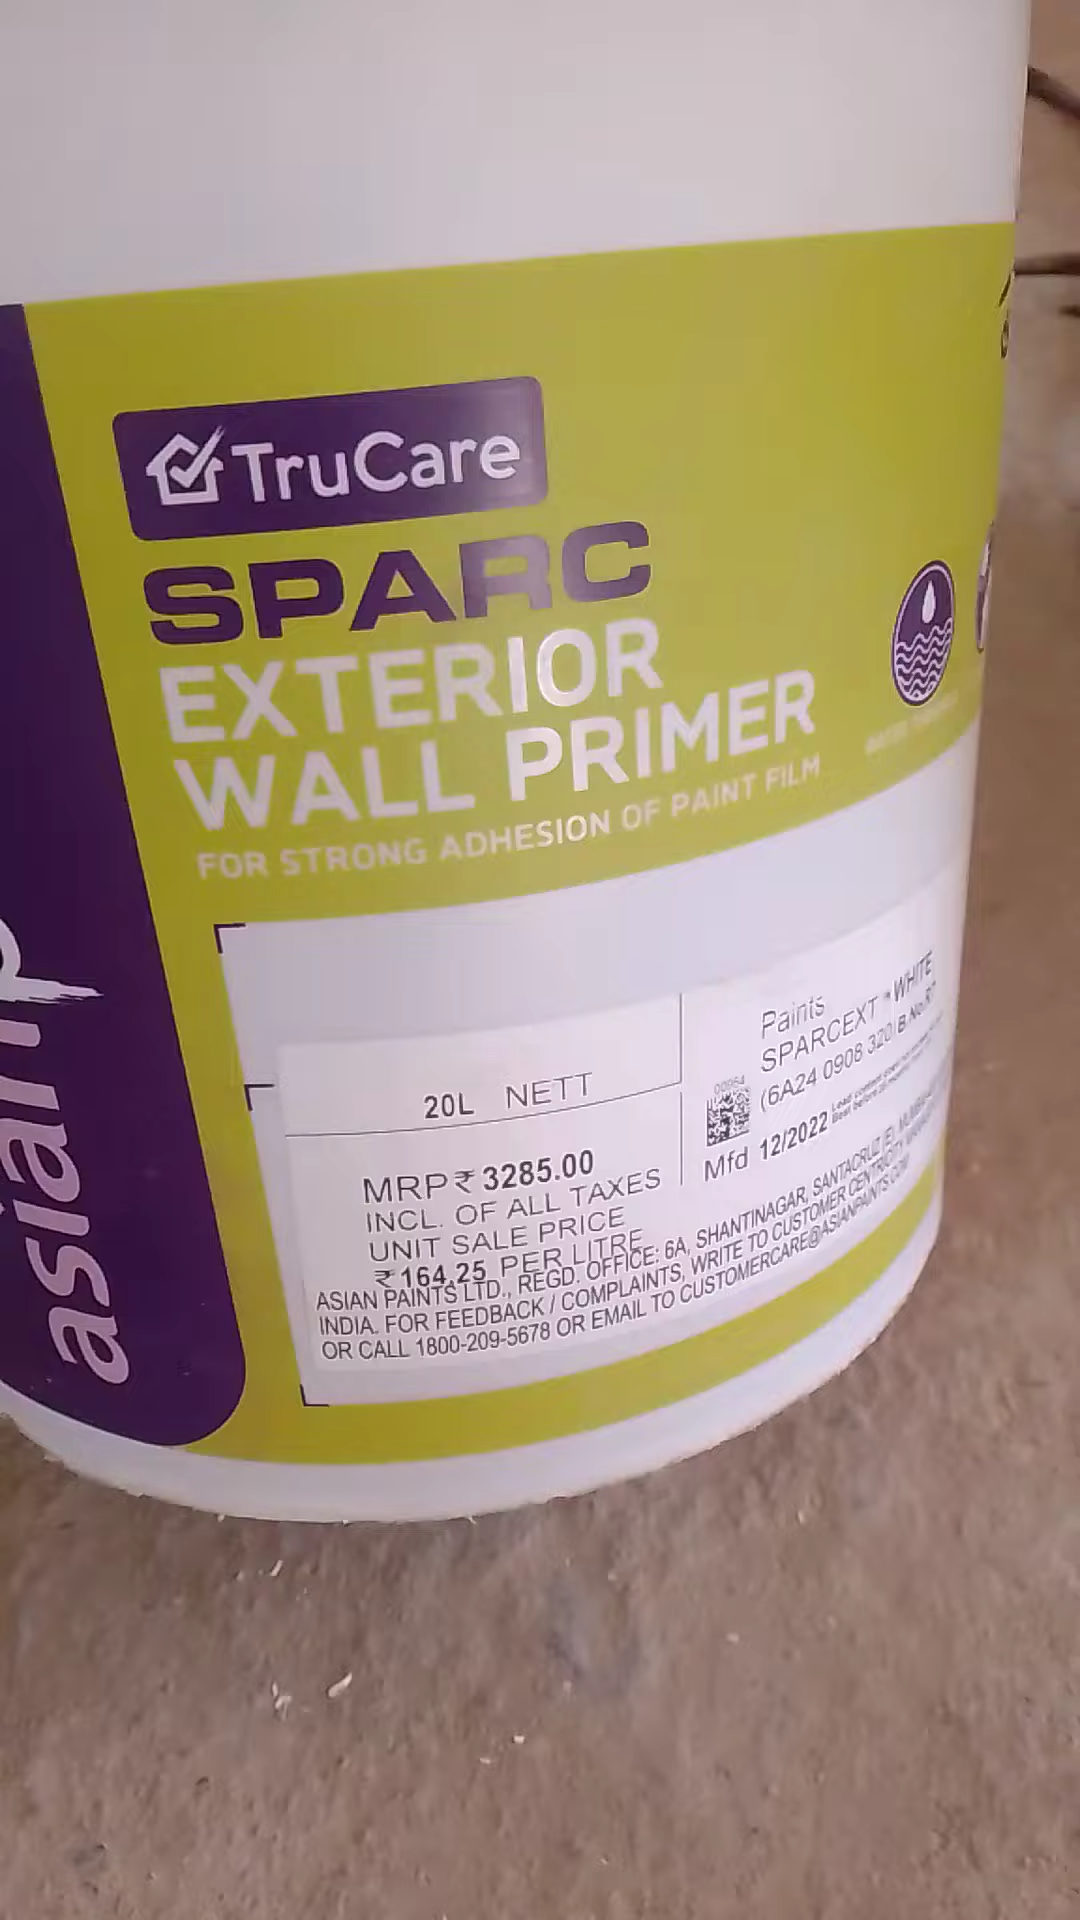 TruCare
SPARC
EXTERIOR
WALL PRIMER
FOR STRONG ADHESION OF PAINT FILM
asianp
20L NETT
MRP ₹ 3285.00
INCL. OF ALL TAXES
UNIT SALE PRICE
₹ 164.25 PER LITRE
Paints
SPARCEXT * WHITE
(6A24 0908 320) B.No.
00064
Mfd 12/2022
ASIAN PAINTS LTD., REGD. OFFICE: 6A, SHANTINAGAR, SANTACRUZ (E), MUMBAI
INDIA. FOR FEEDBACK / COMPLAINTS, WRITE TO CUSTOMER CENTRICITY
OR CALL 1800-209-5678 OR EMAIL TO CUSTOMERCARE@ASIANPAINTS.COM